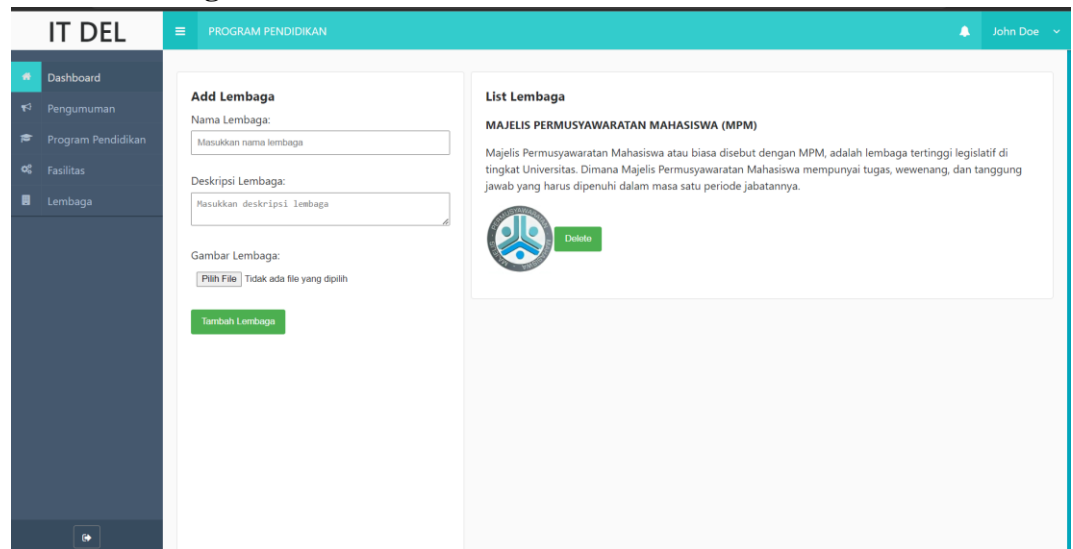 IT DEL
PROGRAM PENDIDIKAN
John Doe
Dashboard
Pengumuman
Program Pendidikan
Fasilitas
Lembaga
Add Lembaga
Nama Lembaga:
Masukkan nama lembaga
Deskripsi Lembaga:
Masukkan deskripsi lembaga
Gambar Lembaga:
Pilih File Tidak ada file yang dipilih
Tambah Lembaga
List Lembaga
MAJELIS PERMUSYAWARATAN MAHASISWA (MPM)
Majelis Permusyawaratan Mahasiswa atau biasa disebut dengan MPM, adalah lembaga tertinggi legislatif di
tingkat Universitas. Dimana Majelis Permusyawaratan Mahasiswa mempunyai tugas, wewenang, dan tanggung
jawab yang harus dipenuhi dalam masa satu periode jabatannya.
Delete